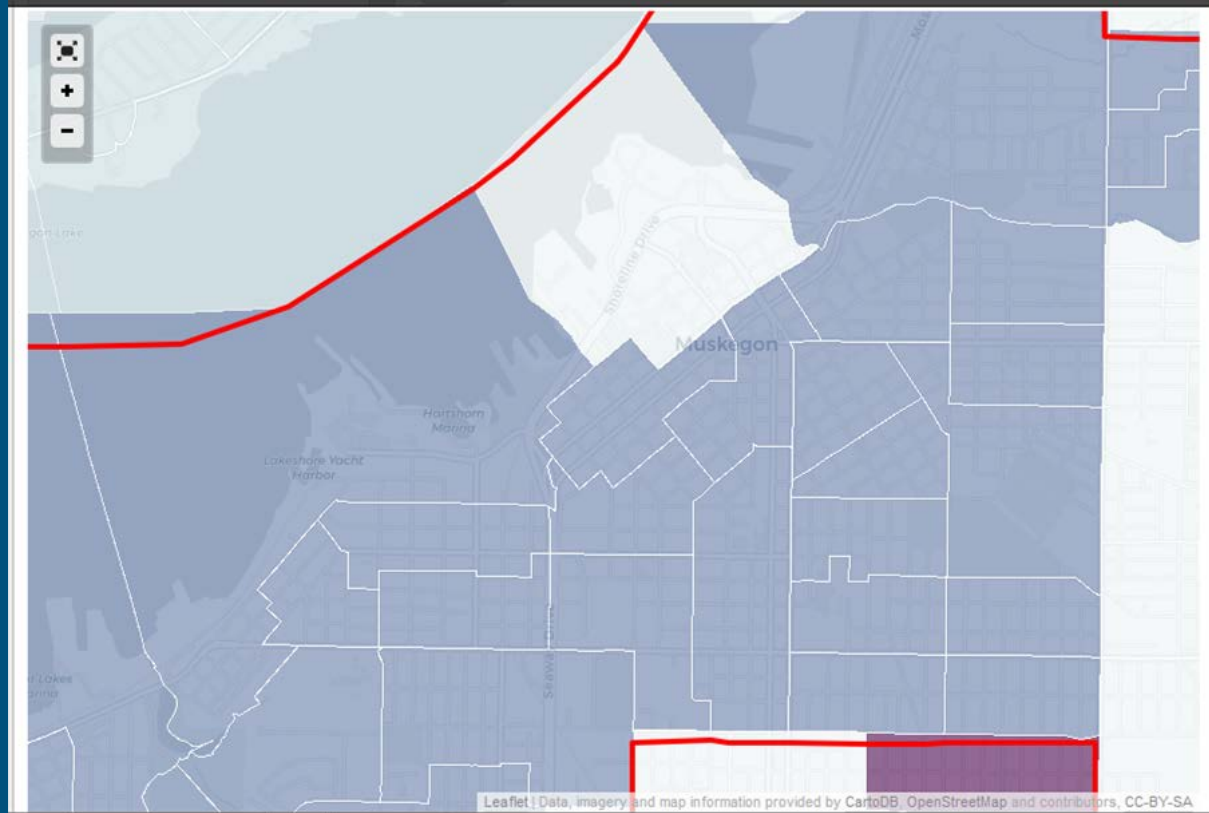 +
-
Shoreline Drive
Muskegon
Hartshorn
Marina
Lakeshore Yacht
Harbor
Seaway Drive
Leaflet | Data, imagery and map information provided by CartoDB, OpenStreetMap and contributors, CC-BY-SA